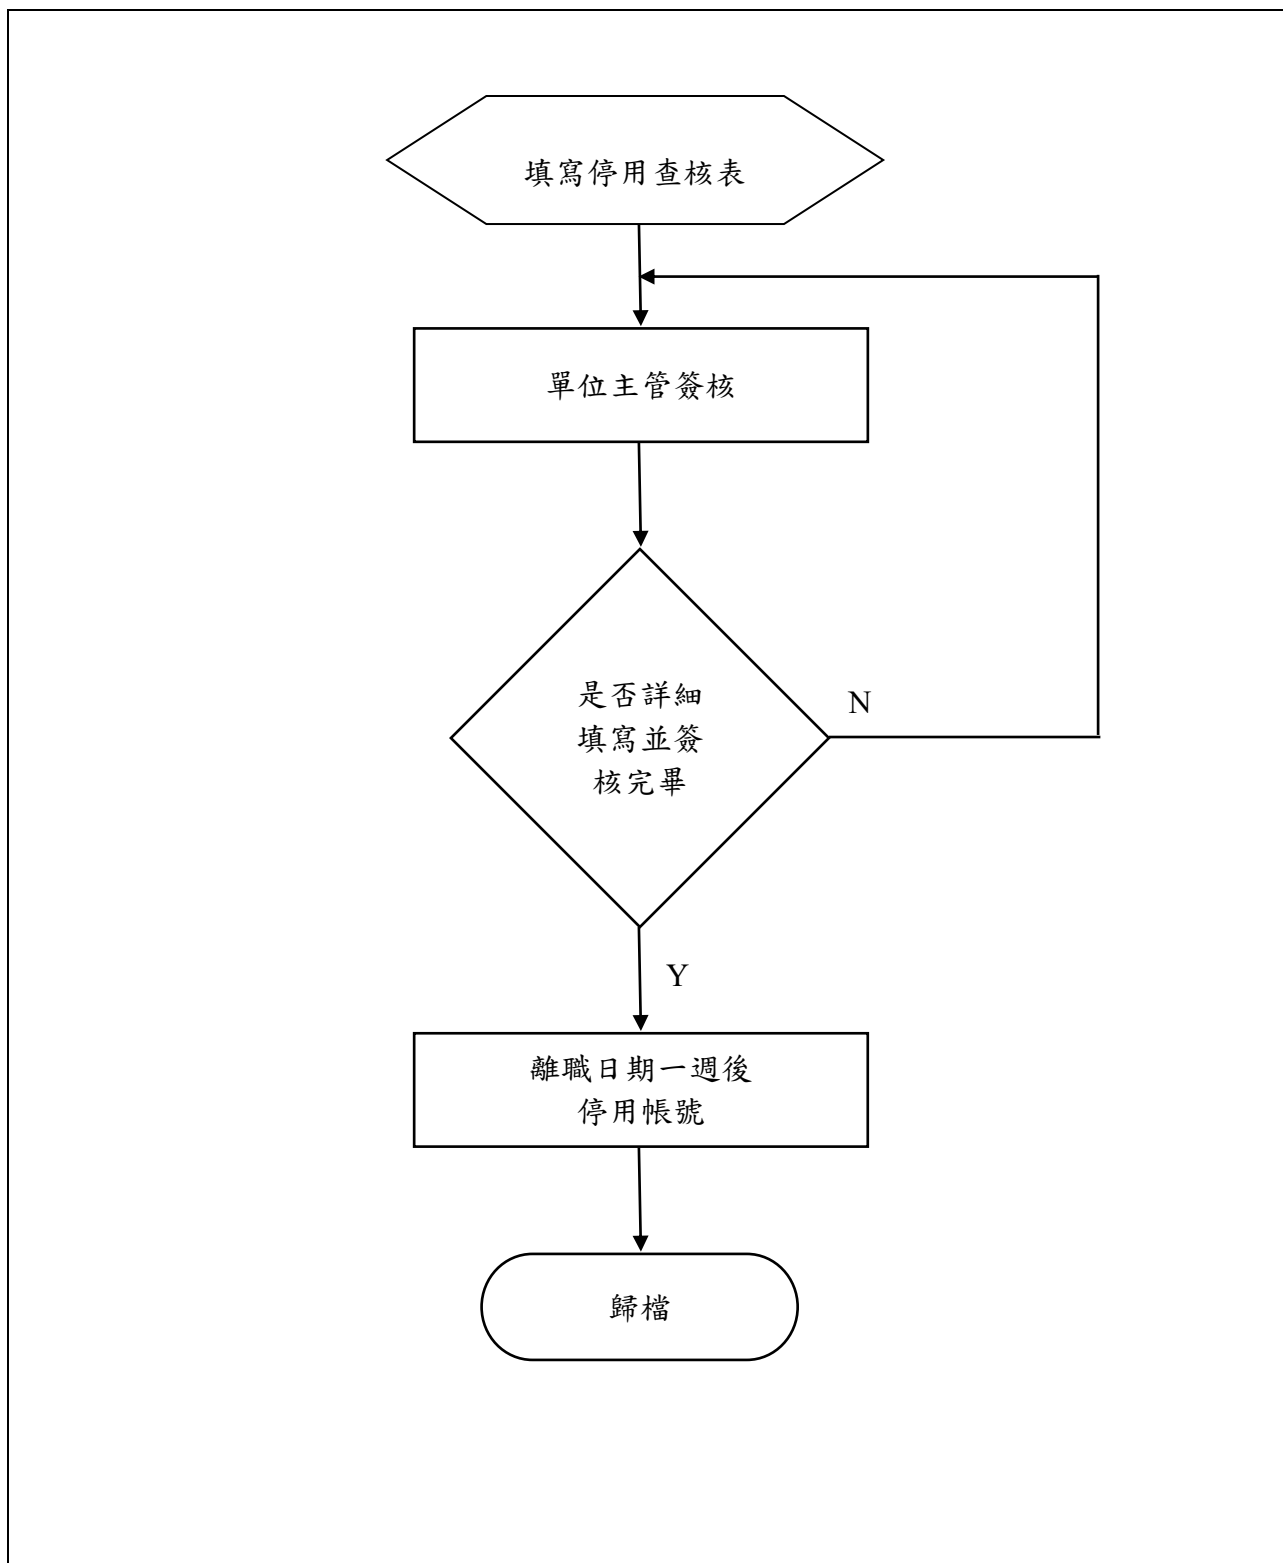 填寫停用查核表
單位主管簽核
是否詳細
填寫並簽
核完畢
N
Y
離職日期一週後
停用帳號
歸檔